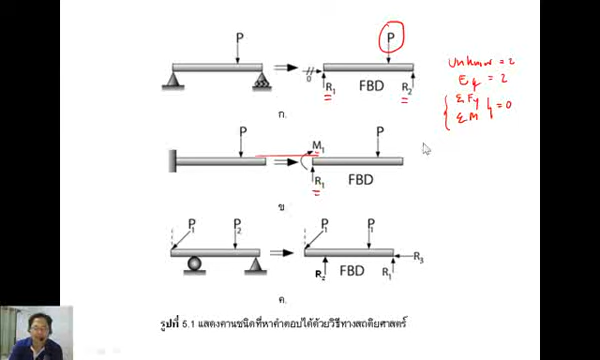 P
P
0
R1
R2
FBD
ก.
Unknown = 2
Eq = 2
ΣFy
ΣM
= 0
P
M1
P
R1
FBD
ข
P1
P2
P1
P1
R2
FBD
R1
R3
ค.
รูปที่ 5.1 แสดงคานชนิดที่หาคำตอบได้ด้วยวิธีทางสถิตยศาสตร์